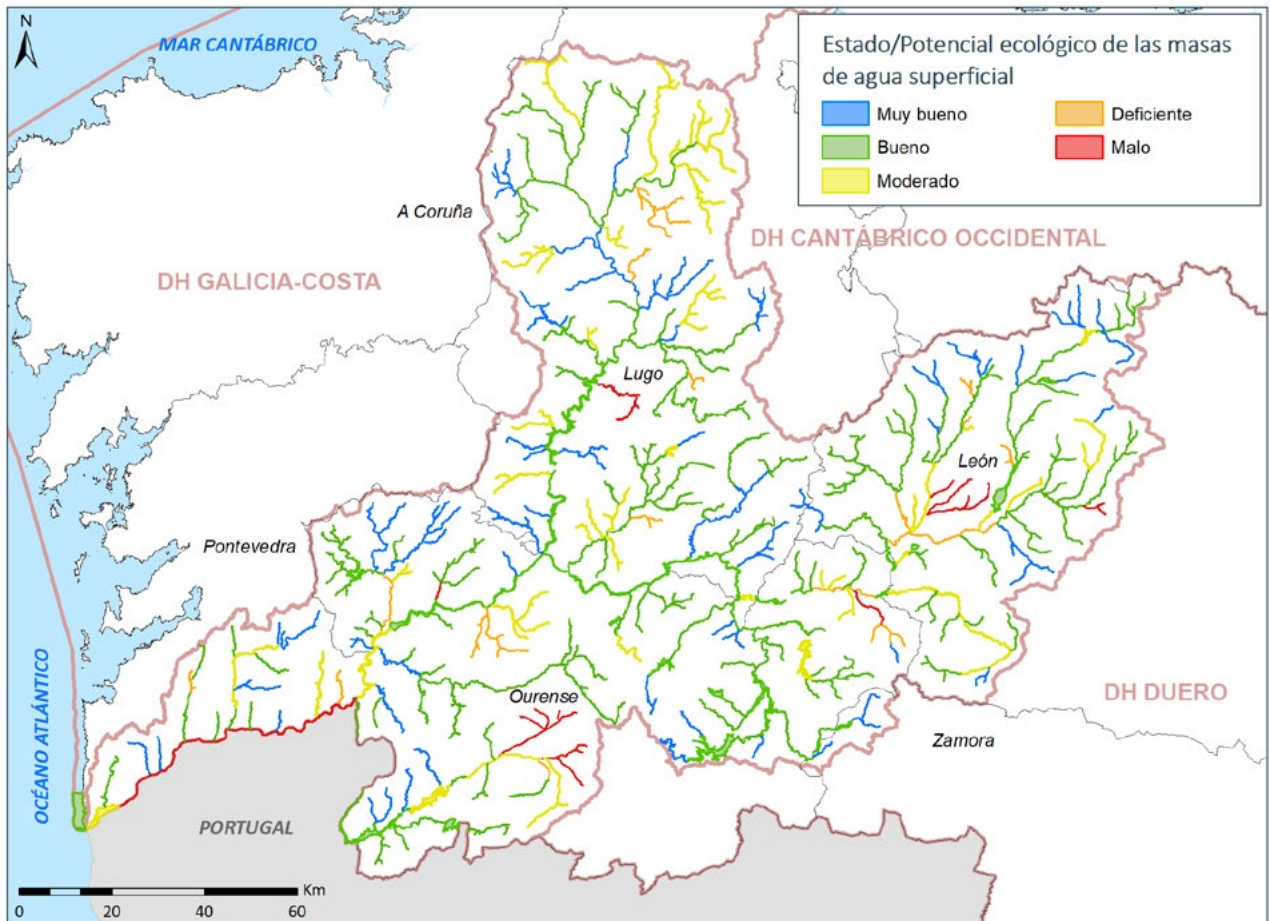 N
MAR CANTÁBRICO
Estado/Potencial ecológico de las masas
de agua superficial
Muy bueno
Deficiente
Bueno
Malo
Moderado
A Coruña
DH CANTÁBRICO OCCIDENTAL
DH GALICIA-COSTA
Lugo
León
Pontevedra
OCÉANO ATLÁNTICO
Ourense
DH DUERO
Zamora
PORTUGAL
Km
0 20 40 60